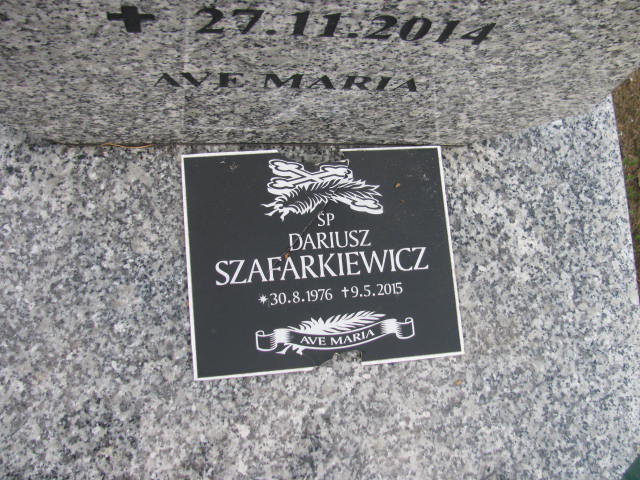 ✝ 27.11.2014
AVE MARIA
ŚP
DARIUSZ
SZAFARKIEWICZ
*30.8.1976 ✝9.5.2015
AVE MARIA